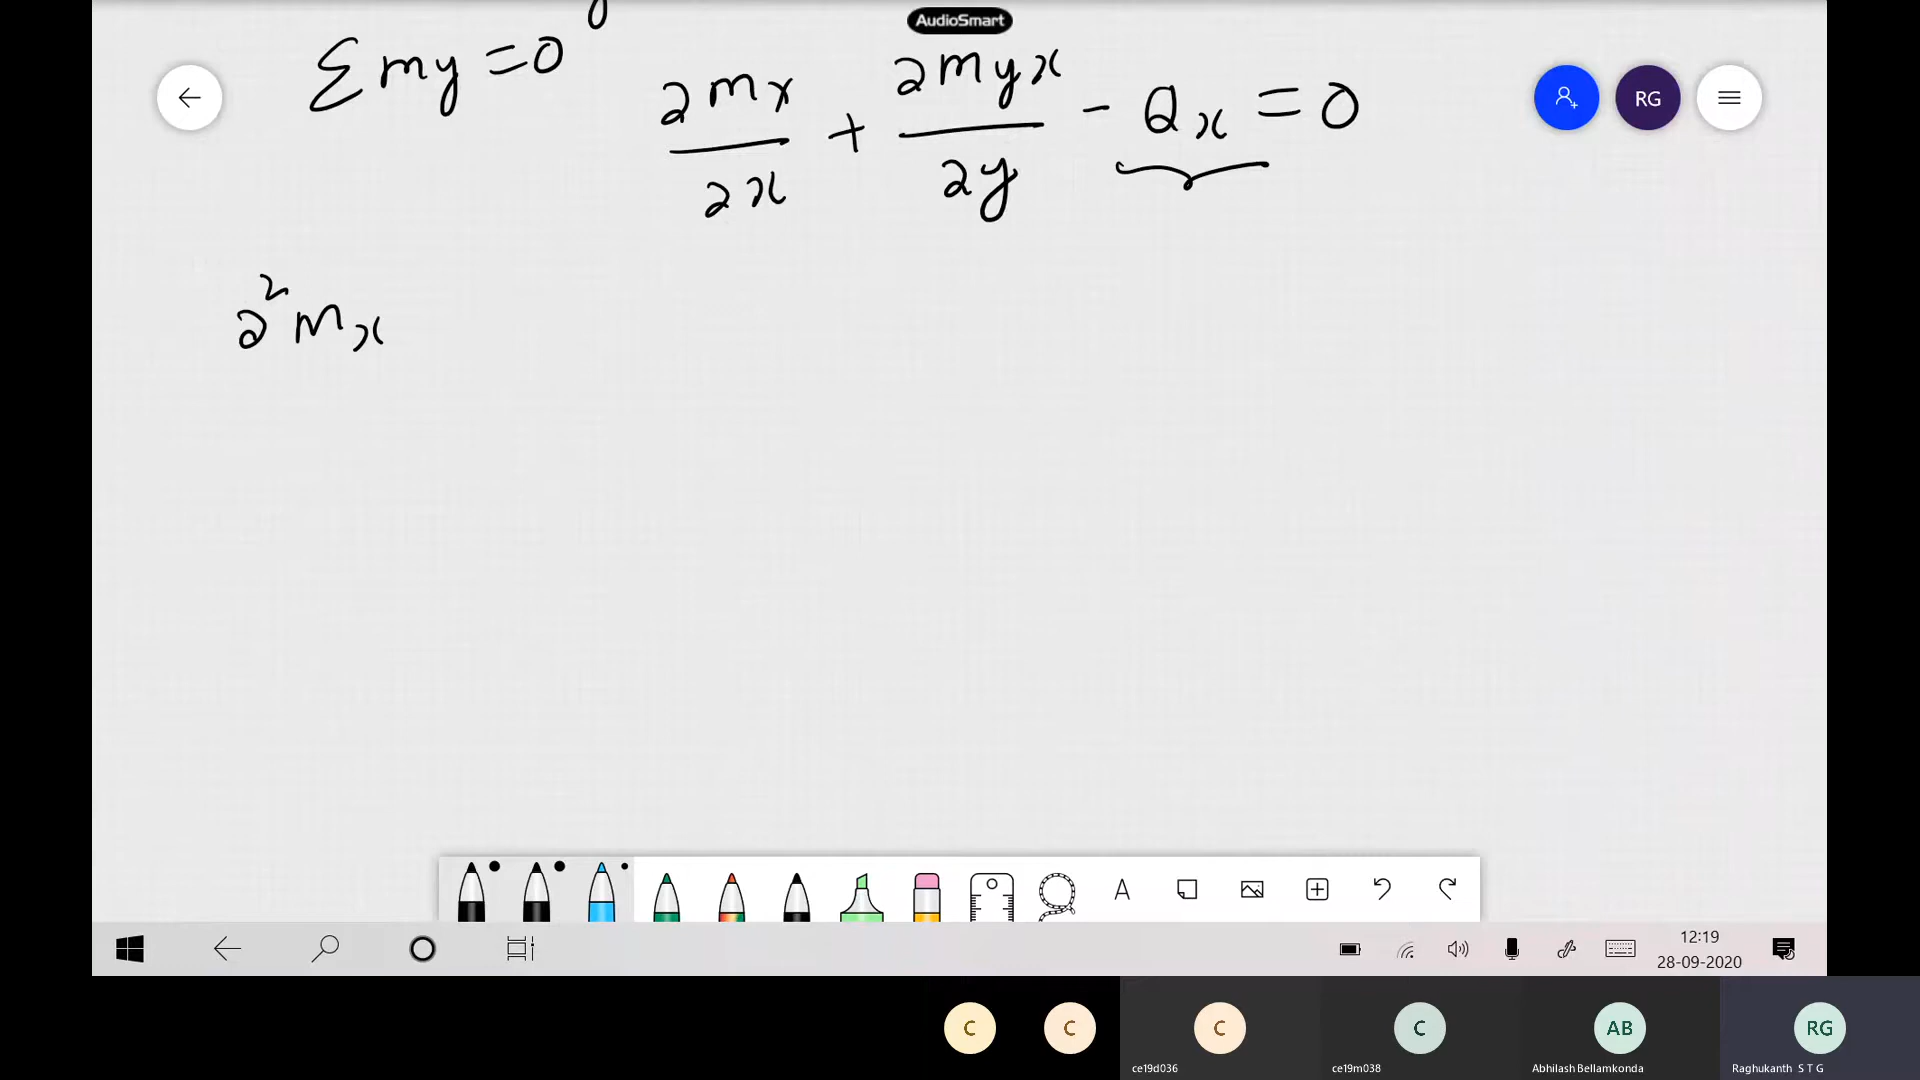 AudioSmart
Σ my = 0
∂mx/∂x + ∂myx/∂y - Qx = 0
RG
∂²mx
A
12:19
28-09-2020
C
C
C
C
AB
RG
ce19d036
ce19m038
Abhilash Bellamkonda
Raghukanth S T G